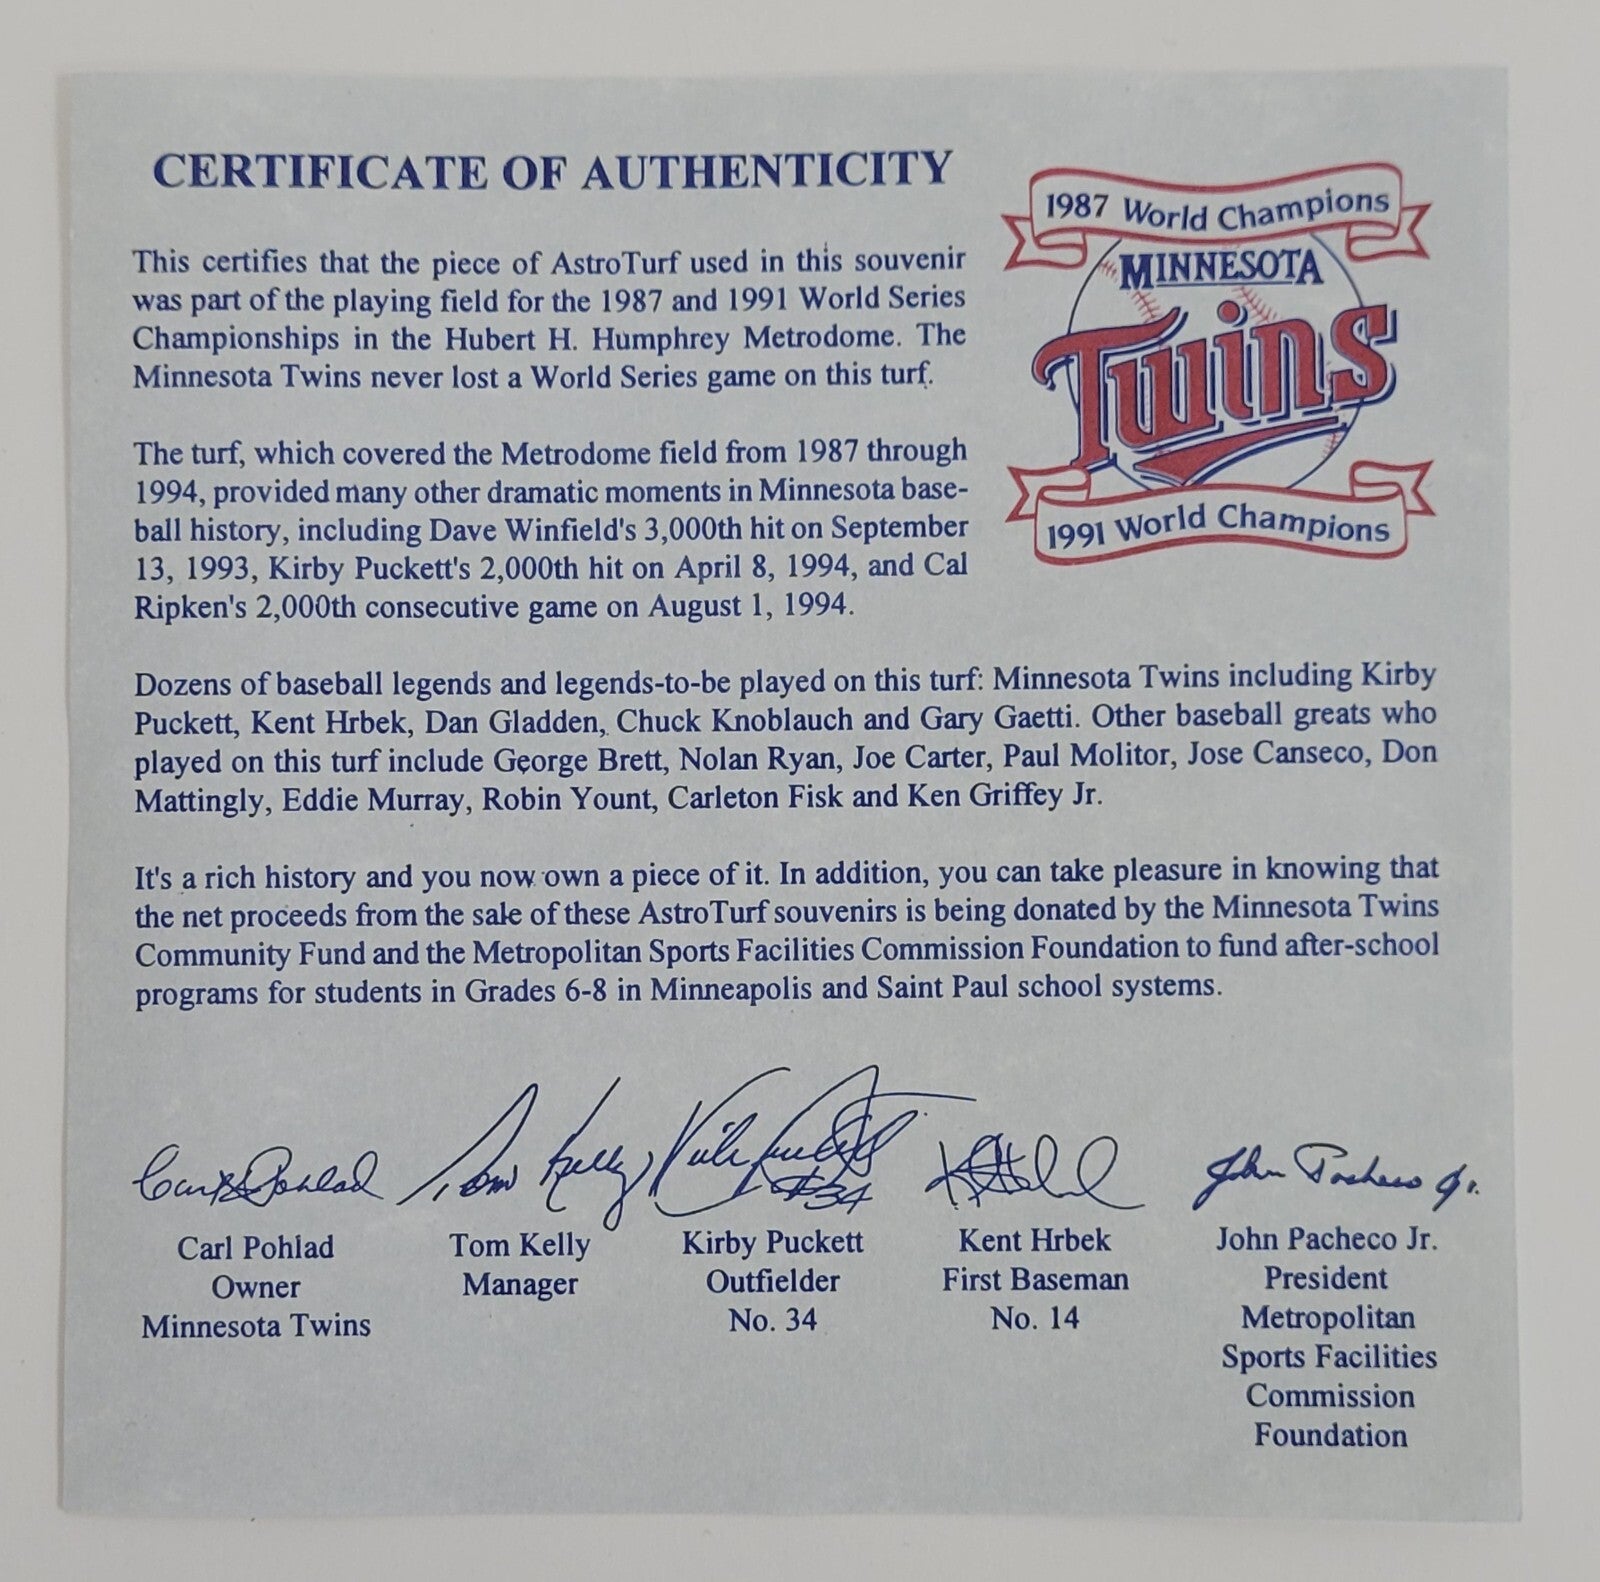 CERTIFICATE OF AUTHENTICITY
This certifies that the piece of AstroTurf used in this souvenir
was part of the playing field for the 1987 and 1991 World Series
Championships in the Hubert H. Humphrey Metrodome. The
Minnesota Twins never lost a World Series game on this turf.
1987 World Champions
MINNESOTA
Twins
1991 World Champions
The turf, which covered the Metrodome field from 1987 through
1994, provided many other dramatic moments in Minnesota base-
ball history, including Dave Winfield's 3,000th hit on September
13, 1993, Kirby Puckett's 2,000th hit on April 8, 1994, and Cal
Ripken's 2,000th consecutive game on August 1, 1994.
Dozens of baseball legends and legends-to-be played on this turf: Minnesota Twins including Kirby
Puckett, Kent Hrbek, Dan Gladden, Chuck Knoblauch and Gary Gaetti. Other baseball greats who
played on this turf include George Brett, Nolan Ryan, Joe Carter, Paul Molitor, Jose Canseco, Don
Mattingly, Eddie Murray, Robin Yount, Carleton Fisk and Ken Griffey Jr.
It's a rich history and you now own a piece of it. In addition, you can take pleasure in knowing that
the net proceeds from the sale of these AstroTurf souvenirs is being donated by the Minnesota Twins
Community Fund and the Metropolitan Sports Facilities Commission Foundation to fund after-school
programs for students in Grades 6-8 in Minneapolis and Saint Paul school systems.
Carl Pohlad
Tom Kelly
Kirby Puckett
#34
John Pacheco Jr.
Carl Pohlad
Owner
Minnesota Twins
Tom Kelly
Manager
Kirby Puckett
Outfielder
No. 34
Kent Hrbek
First Baseman
No. 14
John Pacheco Jr.
President
Metropolitan
Sports Facilities
Commission
Foundation